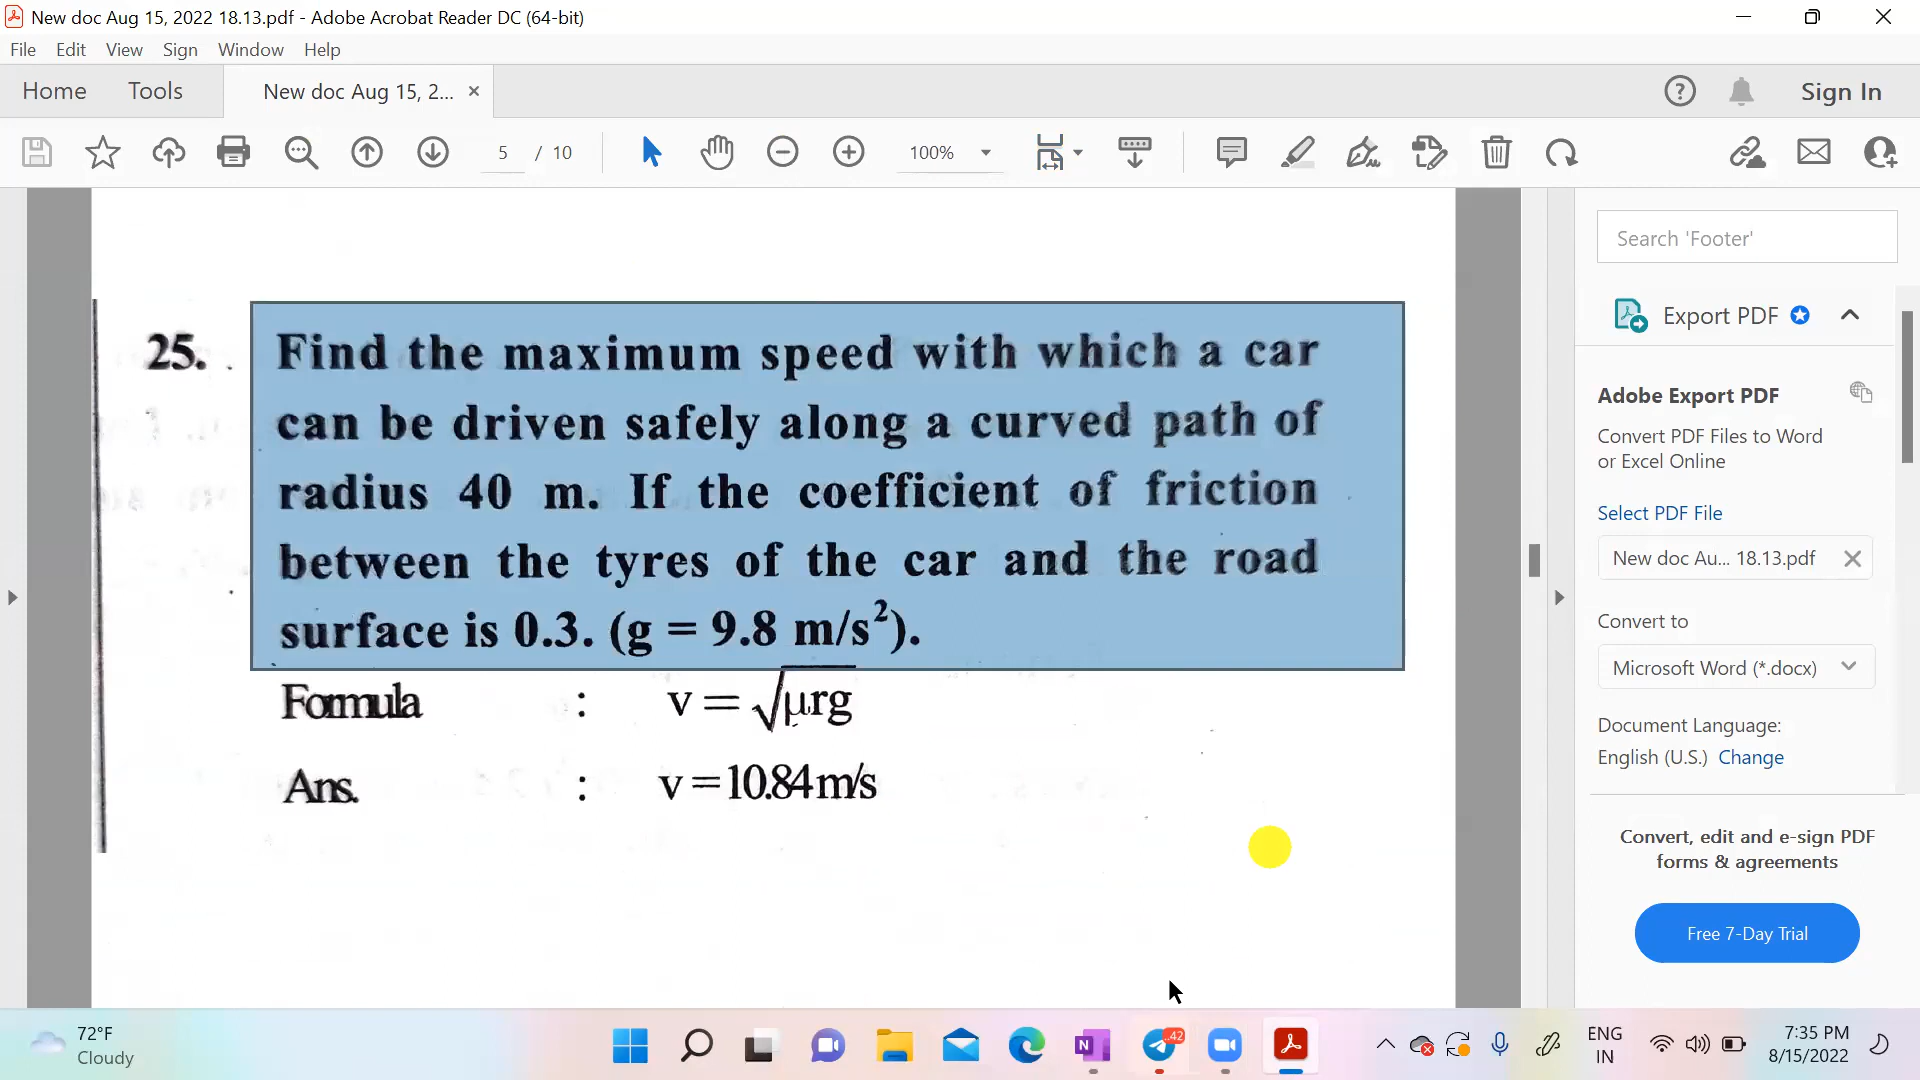 New doc Aug 15, 2022 18.13.pdf - Adobe Acrobat Reader DC (64-bit)
File Edit View Sign Window Help
Home Tools New doc Aug 15, 2... × Sign In
5 / 10 100%
Search 'Footer'
Export PDF
Adobe Export PDF
Convert PDF Files to Word
or Excel Online
Select PDF File
New doc Au... 18.13.pdf
Convert to
Microsoft Word (*.docx)
Document Language:
English (U.S.) Change
Convert, edit and e-sign PDF
forms & agreements
Free 7-Day Trial
25. Find the maximum speed with which a car
can be driven safely along a curved path of
radius 40 m. If the coefficient of friction
between the tyres of the car and the road
surface is 0.3. (g = 9.8 m/s²).
Formula : v = √μrg
Ans. : v = 10.84 m/s
72°F
Cloudy
..42
ENG
IN
7:35 PM
8/15/2022